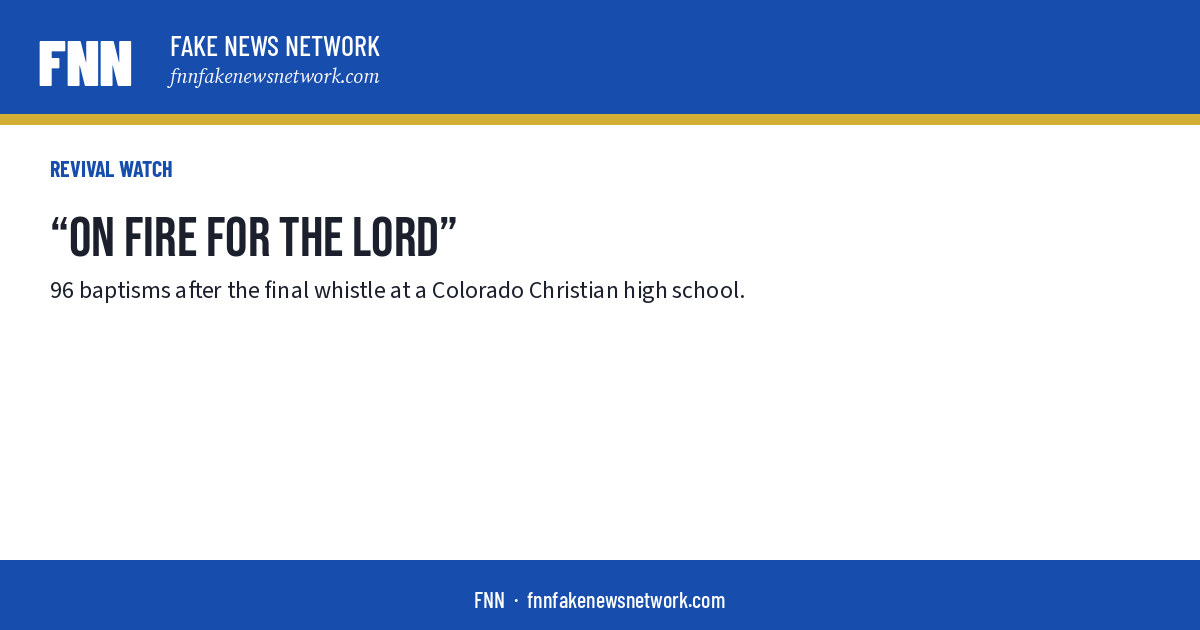 FNN
FAKE NEWS NETWORK
fnnfakenewsnetwork.com
REVIVAL WATCH
“ON FIRE FOR THE LORD”
96 baptisms after the final whistle at a Colorado Christian high school.
FNN · fnnfakenewsnetwork.com